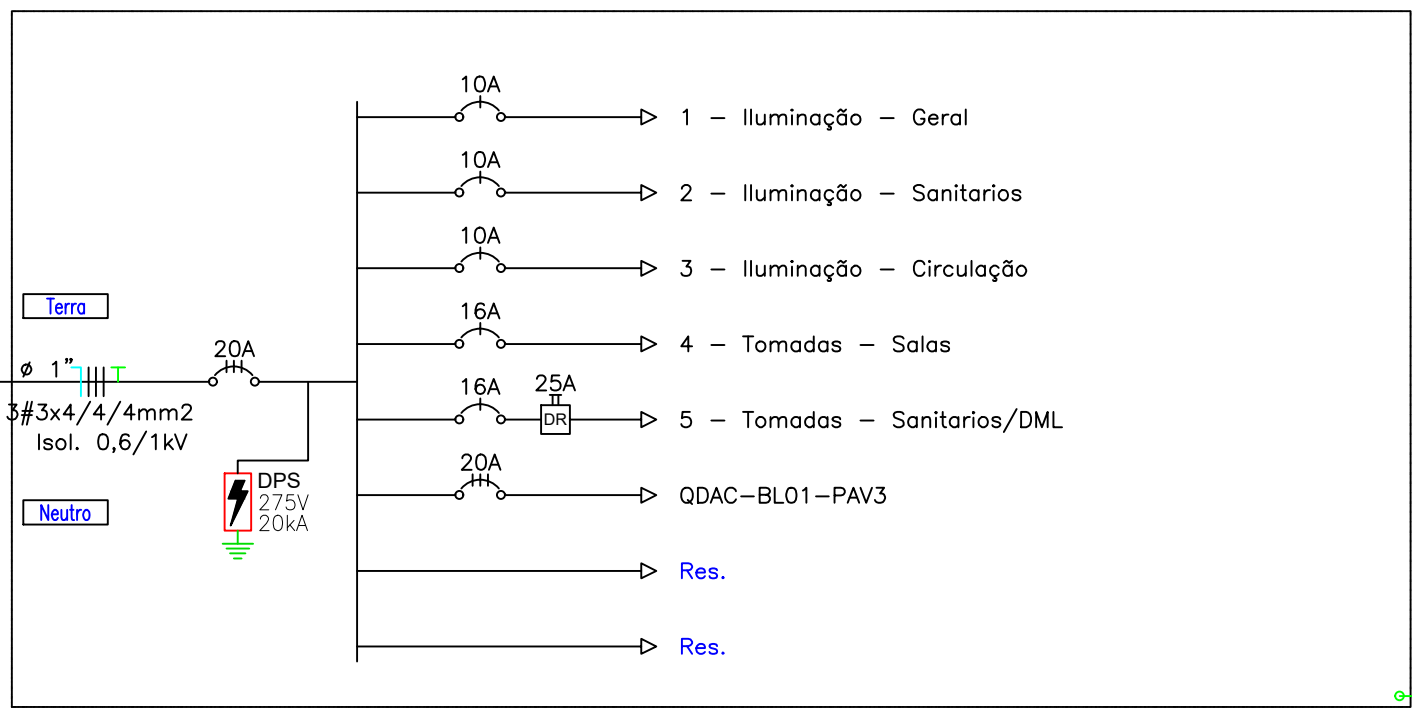 10A
1 - Iluminação - Geral
10A
2 - Iluminação - Sanitarios
10A
3 - Iluminação - Circulação
Terra
16A
4 - Tomadas - Salas
20A
ø 1"
3#3x4/4/4mm2
Isol. 0,6/1kV
16A
25A
DR
5 - Tomadas - Sanitarios/DML
20A
QDAC-BL01-PAV3
DPS
275V
20kA
Neutro
Res.
Res.